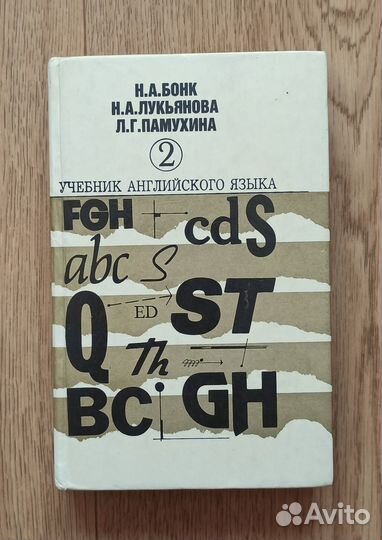 Н.А.БОНК
Н.А.ЛУКЬЯНОВА
Л.Г.ПАМУХИНА
2
УЧЕБНИК АНГЛИЙСКОГО ЯЗЫКА
FGH cdS
abc S
ED ST
Q Th
BC GH
Avito